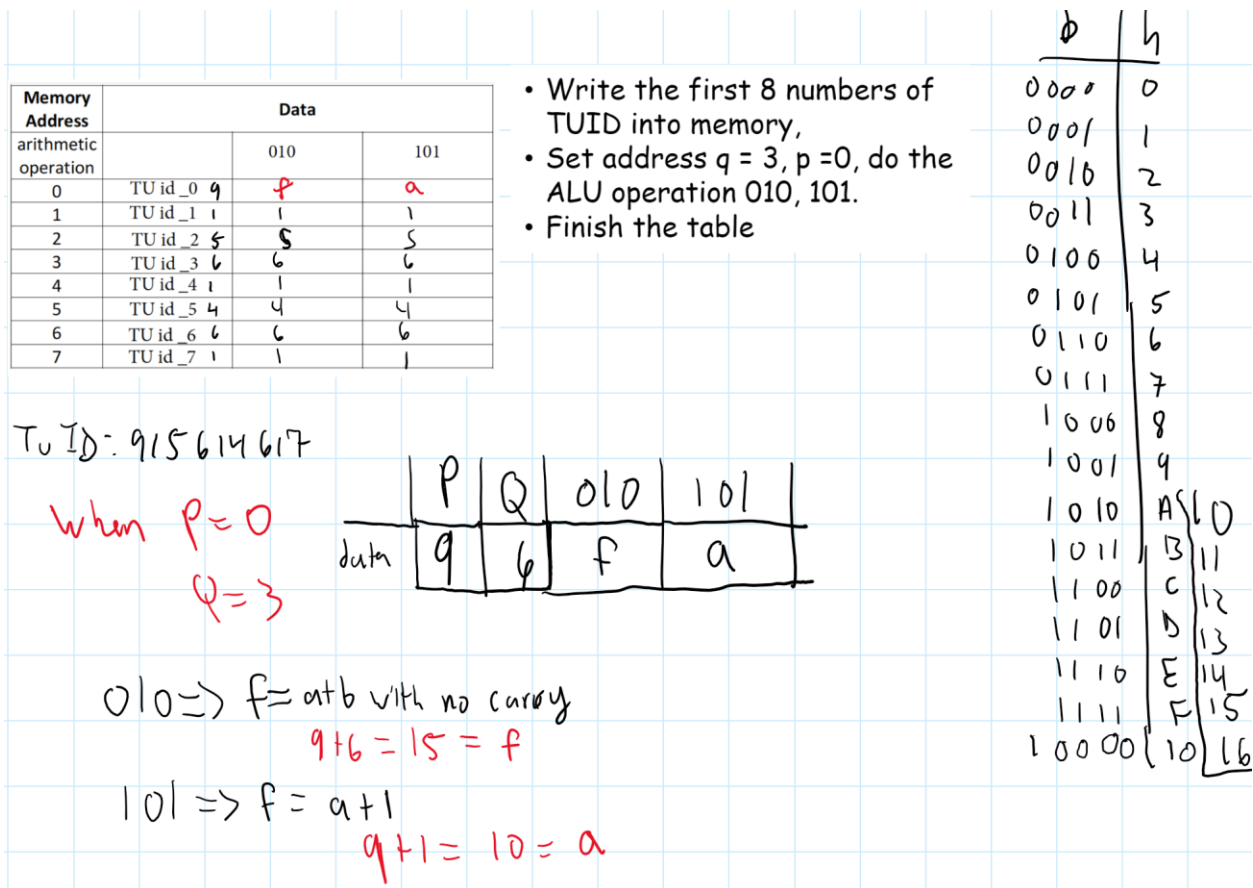 Memory Address Data
arithmetic operation 010 101
0 TU id _0 9 f a
1 TU id _1 1 1 1
2 TU id _2 5 5 5
3 TU id _3 6 6 6
4 TU id _4 1 1 1
5 TU id _5 4 4 4
6 TU id _6 6 6 6
7 TU id _7 1 1 1
• Write the first 8 numbers of
TUID into memory,
• Set address q = 3, p =0, do the
ALU operation 010, 101.
• Finish the table
TU ID: 915614617
when P=0
Q=3
P Q 010 101
data 9 6 f a
010=> f= a+b with no carry
9+6=15=f
101 => f= a+1
9+1= 10= a
b h
0000 0
0001 1
0010 2
0011 3
0100 4
0101 5
0110 6
0111 7
1000 8
1001 9
1010 A 10
1011 B 11
1100 C 12
1101 D 13
1110 E 14
1111 F 15
10000 10 16